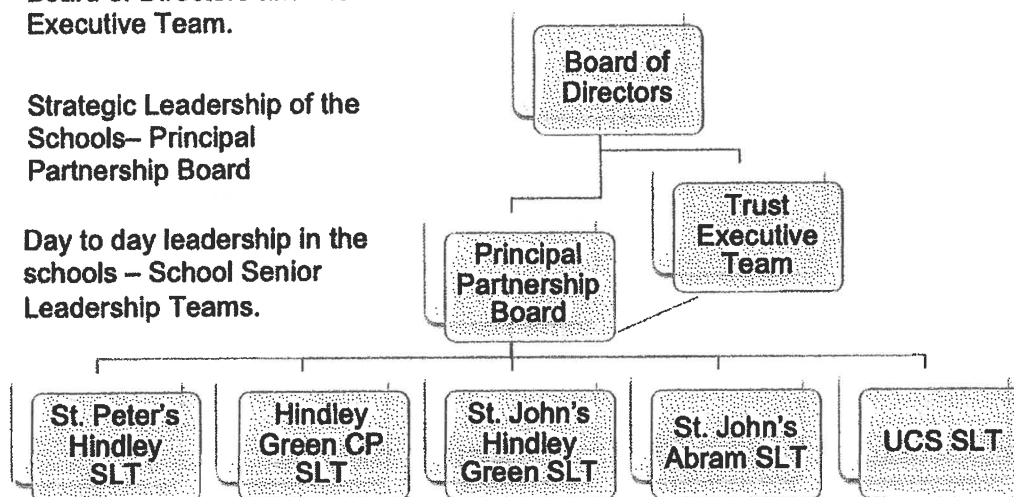 Executive Team.
Strategic Leadership of the
Schools– Principal
Partnership Board
Day to day leadership in the
schools – School Senior
Leadership Teams.
Board of
Directors
Trust
Executive
Team
Principal
Partnership
Board
St. Peter's
Hindley
SLT
Hindley
Green CP
SLT
St. John's
Hindley
Green SLT
St. John's
Abram SLT
UCS SLT